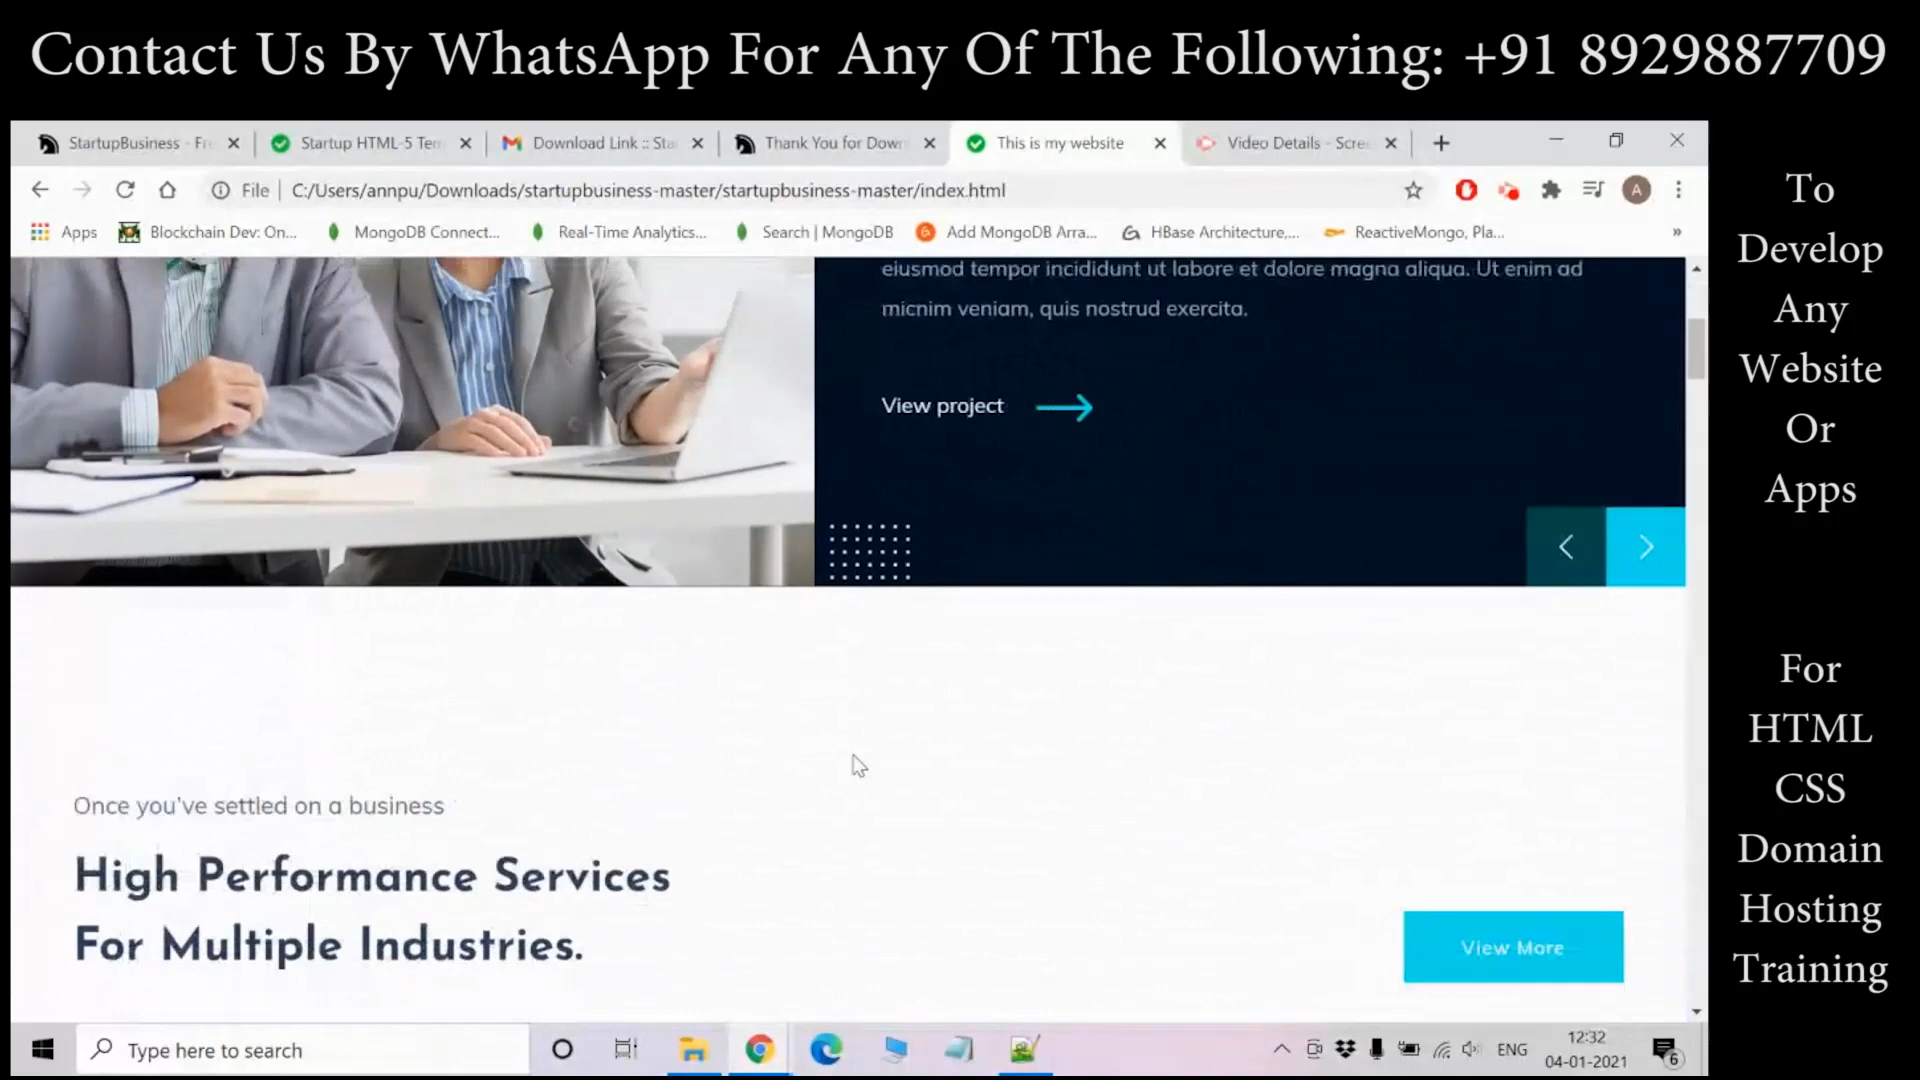 Contact Us By WhatsApp For Any Of The Following: +91 8929887709
StartupBusiness - Fre
Startup HTML-5 Tem
Download Link :: Sta
Thank You for Down
This is my website
Video Details - Scre
File
C:/Users/annpu/Downloads/startupbusiness-master/startupbusiness-master/index.html
A
Apps
Blockchain Dev: On...
MongoDB Connect...
Real-Time Analytics...
Search | MongoDB
Add MongoDB Arra...
HBase Architecture,...
ReactiveMongo, Pla...
»
eiusmod tempor incididunt ut labore et dolore magna aliqua. Ut enim ad
micnim veniam, quis nostrud exercita.
View project
Once you've settled on a business
High Performance Services
For Multiple Industries.
View More
Type here to search
ENG
12:32
04-01-2021
6
To
Develop
Any
Website
Or
Apps
For
HTML
CSS
Domain
Hosting
Training